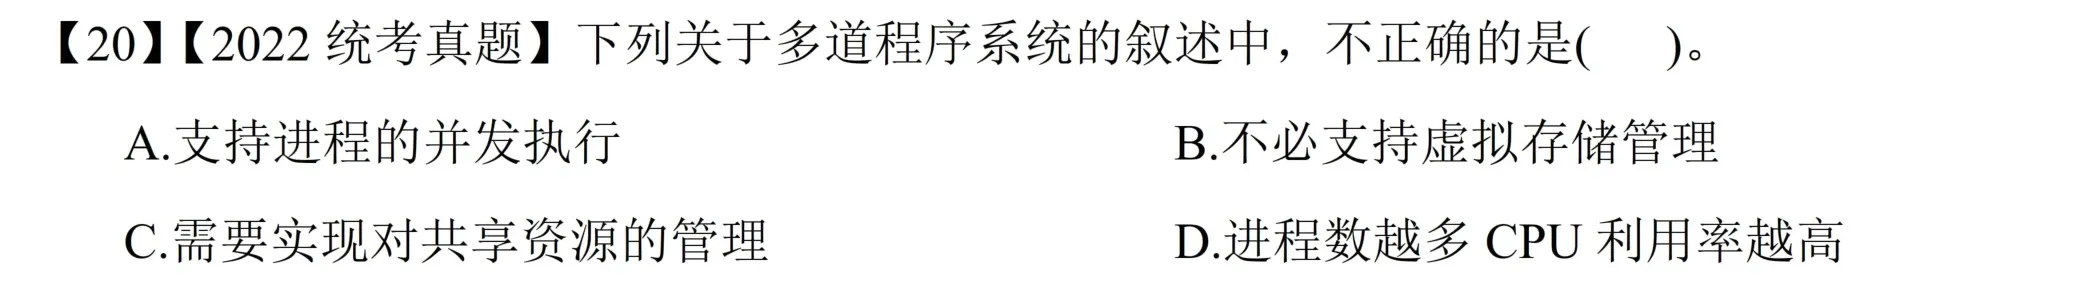 【20】【2022 统考真题】下列关于多道程序系统的叙述中，不正确的是(    )。
A.支持进程的并发执行 B.不必支持虚拟存储管理
C.需要实现对共享资源的管理 D.进程数越多 CPU 利用率越高